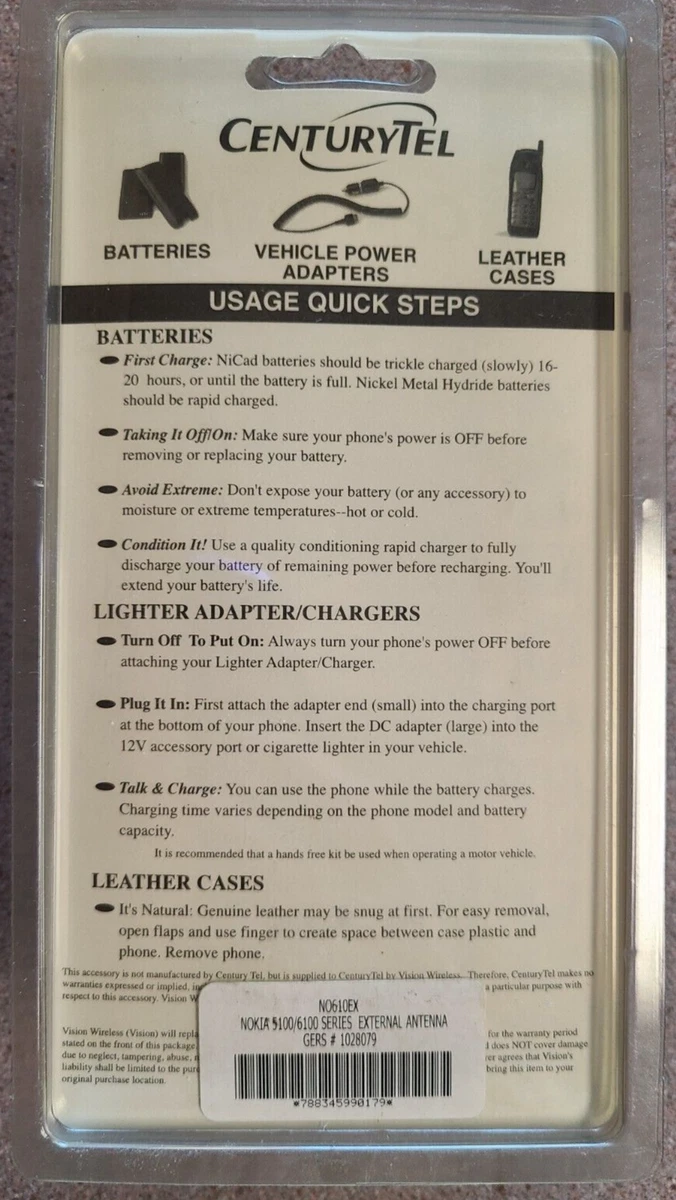 CENTURYTEL
BATTERIES
VEHICLE POWER
ADAPTERS
LEATHER
CASES
USAGE QUICK STEPS
BATTERIES
First Charge: NiCad batteries should be trickle charged (slowly) 16-
20 hours, or until the battery is full. Nickel Metal Hydride batteries
should be rapid charged.
Taking It Off/On: Make sure your phone's power is OFF before
removing or replacing your battery.
Avoid Extreme: Don't expose your battery (or any accessory) to
moisture or extreme temperatures--hot or cold.
Condition It! Use a quality conditioning rapid charger to fully
discharge your battery of remaining power before recharging. You'll
extend your battery's life.
LIGHTER ADAPTER/CHARGERS
Turn Off To Put On: Always turn your phone's power OFF before
attaching your Lighter Adapter/Charger.
Plug It In: First attach the adapter end (small) into the charging port
at the bottom of your phone. Insert the DC adapter (large) into the
12V accessory port or cigarette lighter in your vehicle.
Talk & Charge: You can use the phone while the battery charges.
Charging time varies depending on the phone model and battery
capacity.
It is recommended that a hands free kit be used when operating a motor vehicle.
LEATHER CASES
It's Natural: Genuine leather may be snug at first. For easy removal,
open flaps and use finger to create space between case plastic and
phone. Remove phone.
This accessory is not manufactured by Century Tel, but is supplied to CenturyTel by Vision Wireless. Therefore, CenturyTel makes no
warranties expressed or implied, a particular purpose with
respect to this accessory. Vision
Vision Wireless (Vision) will for the warranty period
stated on the front of this package. does NOT cover damage
due to neglect, tampering, abuse, agrees that Vision's
liability shall be limited to the bring this item to your
original purchase location.
NO610EX
NOKIA 5100/6100 SERIES EXTERNAL ANTENNA
GERS # 1028079
*788345990179*